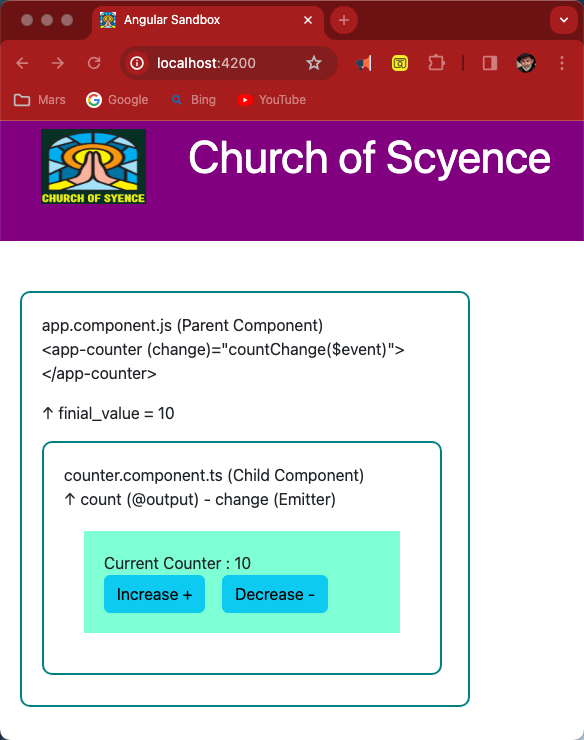 Angular Sandbox
localhost:4200
Mars Google Bing YouTube
CHURCH OF SYENCE
Church of Scyence
app.component.js (Parent Component)
<app-counter (change)="countChange($event)">
</app-counter>
↑ finial_value = 10
counter.component.ts (Child Component)
↑ count (@output) - change (Emitter)
Current Counter : 10
Increase + Decrease -